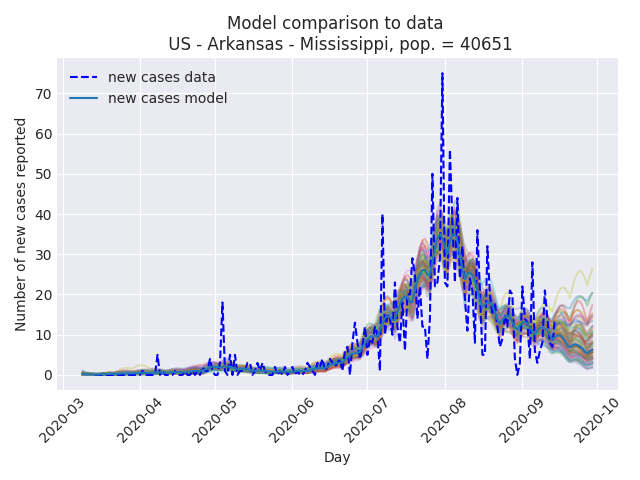 Model comparison to data
US - Arkansas - Mississippi, pop. = 40651
new cases data
new cases model
Number of new cases reported
70
60
50
40
30
20
10
0
2020-03
2020-04
2020-05
2020-06
2020-07
2020-08
2020-09
2020-10
Day